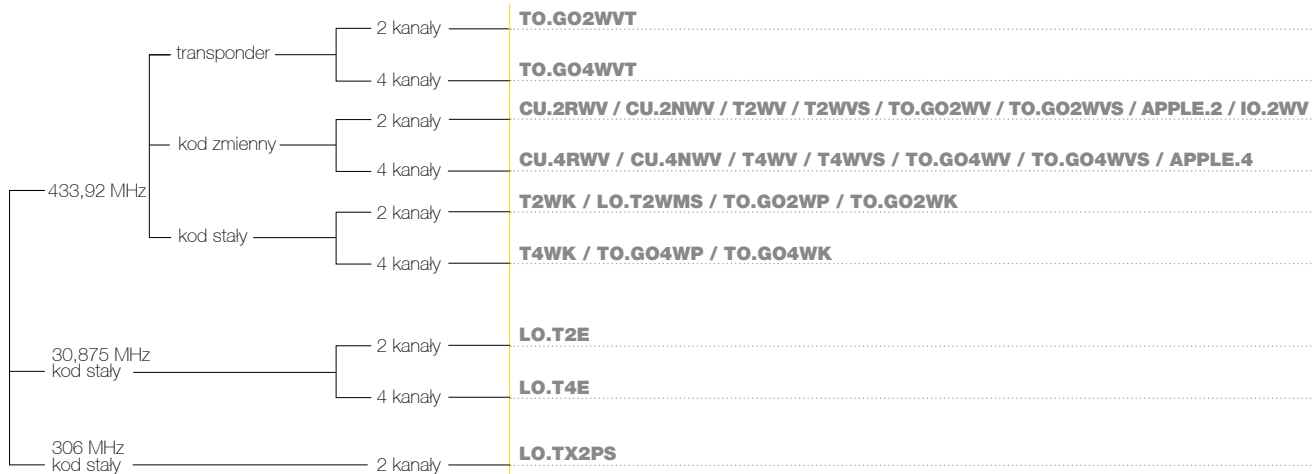 2 kanały TO.GO2WVT
transponder
4 kanały TO.GO4WVT
2 kanały CU.2RWV / CU.2NWV / T2WV / T2WVS / TO.GO2WV / TO.GO2WVS / APPLE.2 / IO.2WV
kod zmienny
4 kanały CU.4RWV / CU.4NWV / T4WV / T4WVS / TO.GO4WV / TO.GO4WVS / APPLE.4
433,92 MHz
2 kanały T2WK / LO.T2WMS / TO.GO2WP / TO.GO2WK
kod stały
4 kanały T4WK / TO.GO4WP / TO.GO4WK
2 kanały LO.T2E
30,875 MHz
kod stały
4 kanały LO.T4E
306 MHz
kod stały
2 kanały LO.TX2PS